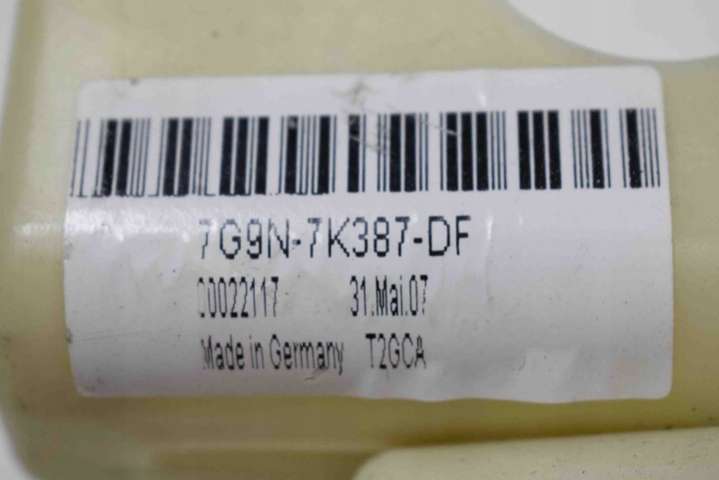 7G9N-7K387-DF
00022117 31.Mai.07
Made in Germany T2GCA